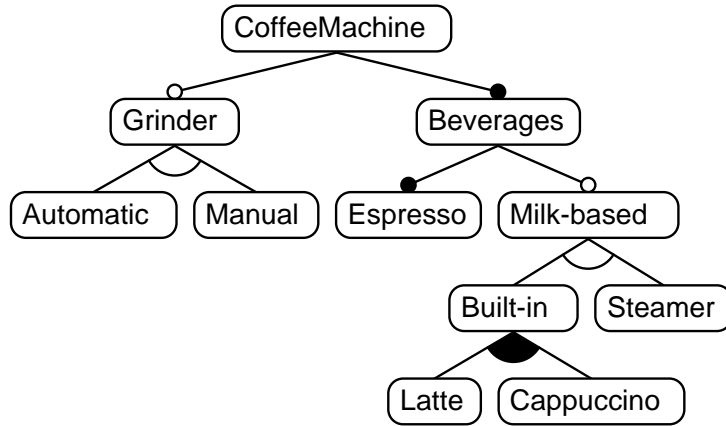 CoffeeMachine
Grinder
Beverages
Automatic
Manual
Espresso
Milk-based
Built-in
Steamer
Latte
Cappuccino